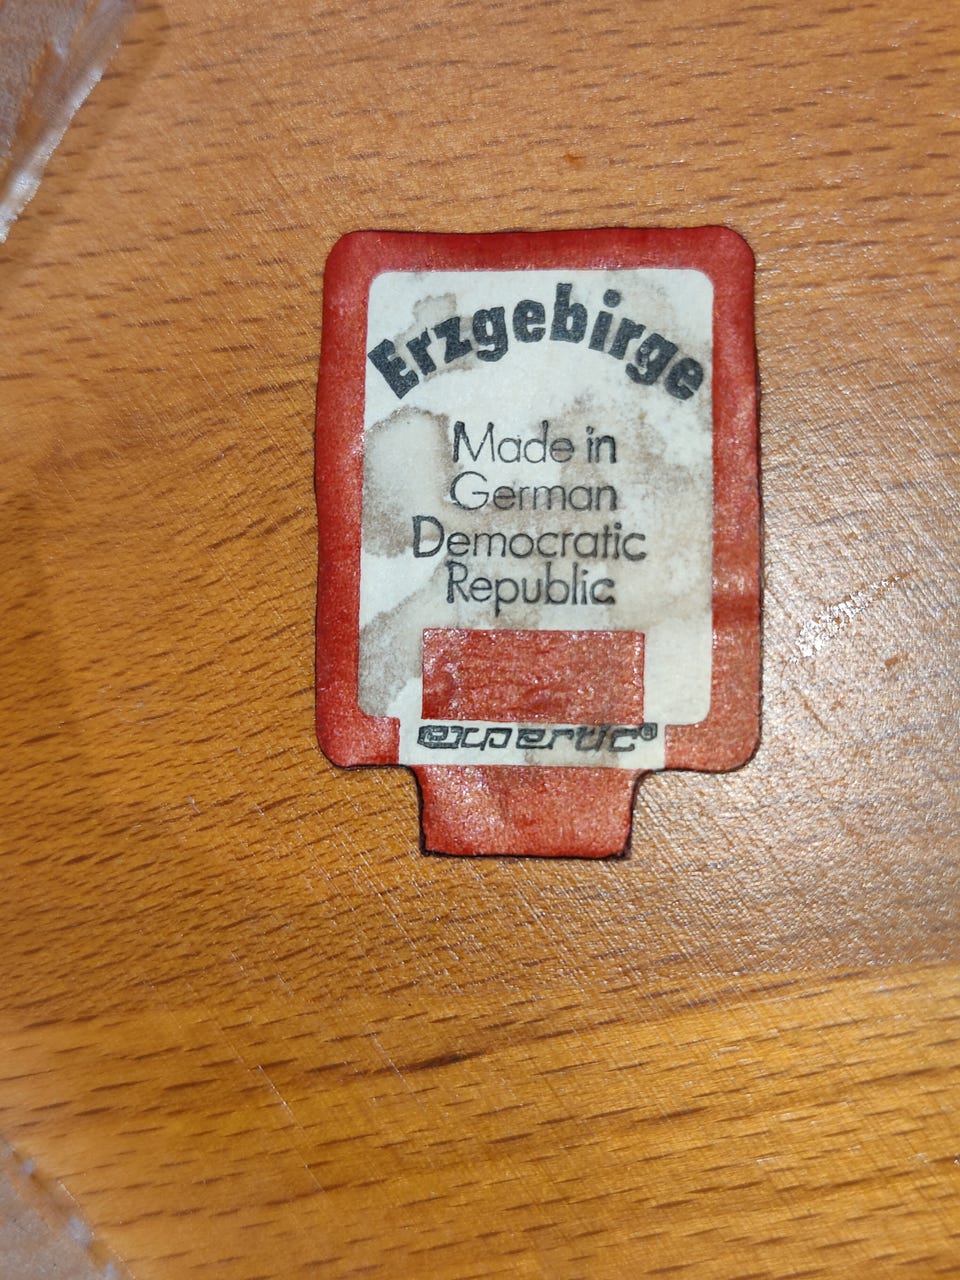 Erzgebirge
Made in
German
Democratic
Republic
expertic®